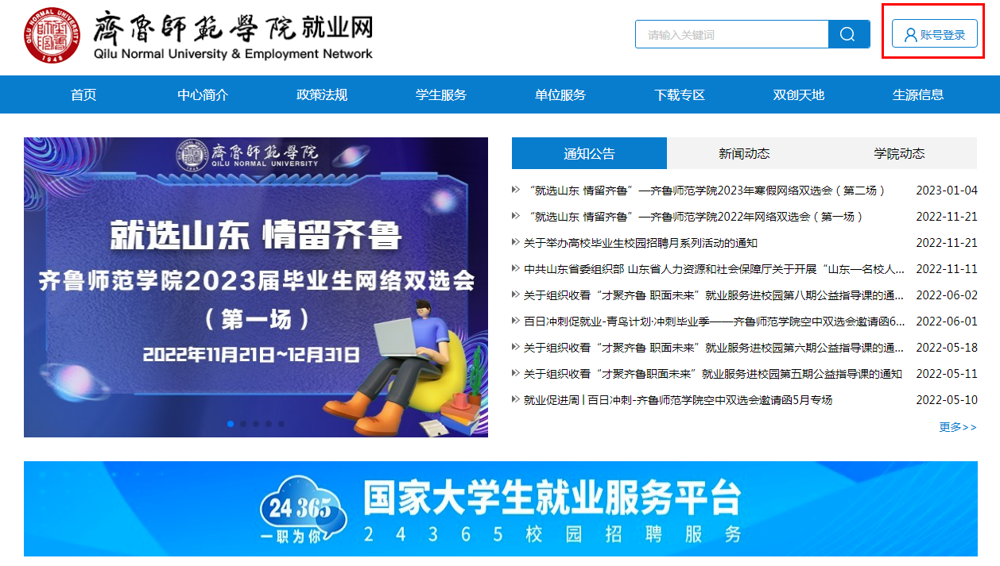 齊魯師範學院就业网
Qilu Normal University & Employment Network
QILU NORMAL UNIVERSITY
1948
请输入关键词
账号登录
首页
中心简介
政策法规
学生服务
单位服务
下载专区
双创天地
生源信息
齊魯師範學院
QILU NORMAL UNIVERSITY
就选山东 情留齐鲁
齐鲁师范学院2023届毕业生网络双选会
（第一场）
2022年11月21日~12月31日
通知公告
新闻动态
学院动态
“就选山东 情留齐鲁”—齐鲁师范学院2023年寒假网络双选会（第二场） 2023-01-04
“就选山东 情留齐鲁”—齐鲁师范学院2022年网络双选会（第一场） 2022-11-21
关于举办高校毕业生校园招聘月系列活动的通知 2022-11-21
中共山东省委组织部 山东省人力资源和社会保障厅关于开展“山东—名校人... 2022-11-11
关于组织收看“才聚齐鲁 职面未来”就业服务进校园第八期公益指导课的通... 2022-06-02
百日冲刺促就业-青鸟计划·冲刺毕业季——齐鲁师范学院空中双选会邀请函6... 2022-06-01
关于组织收看“才聚齐鲁 职面未来”就业服务进校园第六期公益指导课的通... 2022-05-18
关于组织收看“才聚齐鲁职面未来”就业服务进校园第五期公益指导课的通知 2022-05-11
就业促进周 | 百日冲刺-齐鲁师范学院空中双选会邀请函5月专场 2022-05-10
更多>>
24 365
一职为你
国家大学生就业服务平台
24365校园招聘服务